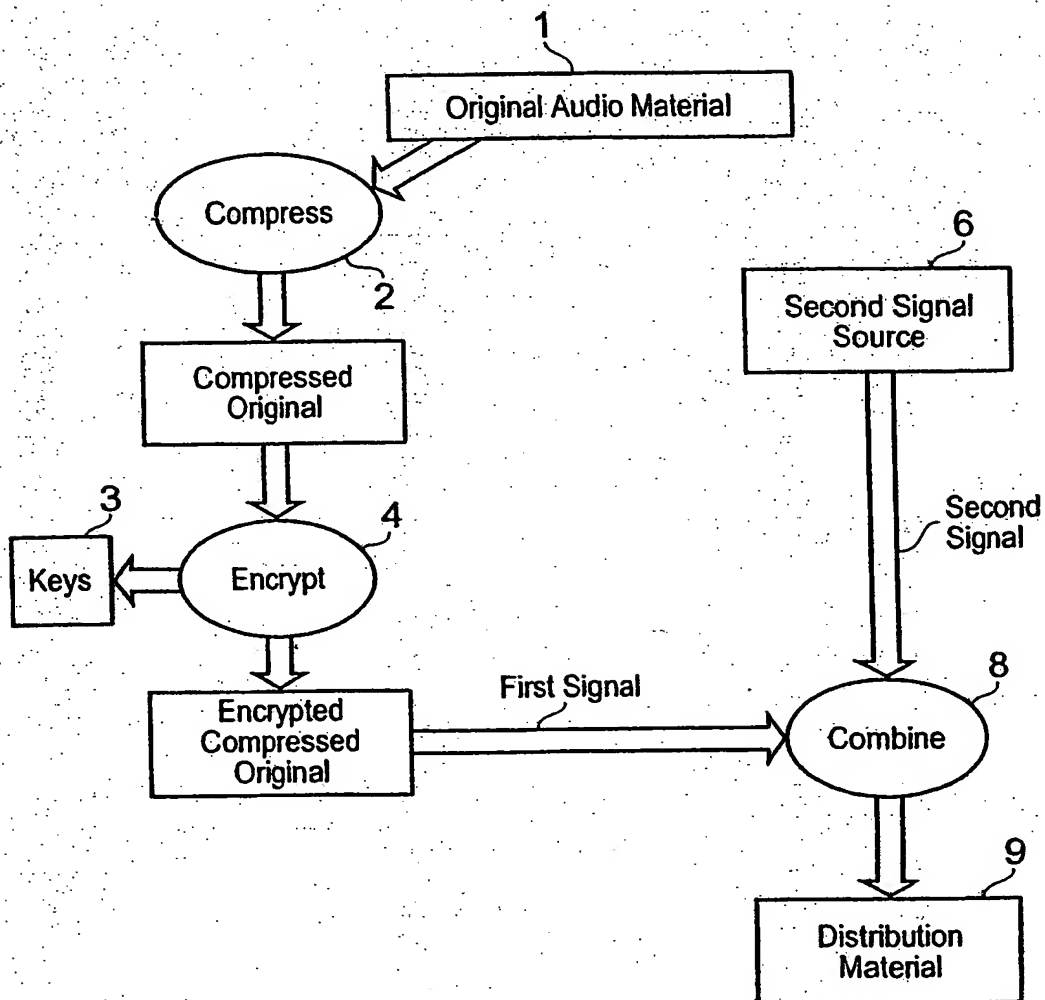 1
Original Audio Material
Compress
2
6
Second Signal
Source
Compressed
Original
3
Keys
4
Encrypt
Second
Signal
Encrypted
Compressed
Original
First Signal
8
Combine
9
Distribution
Material